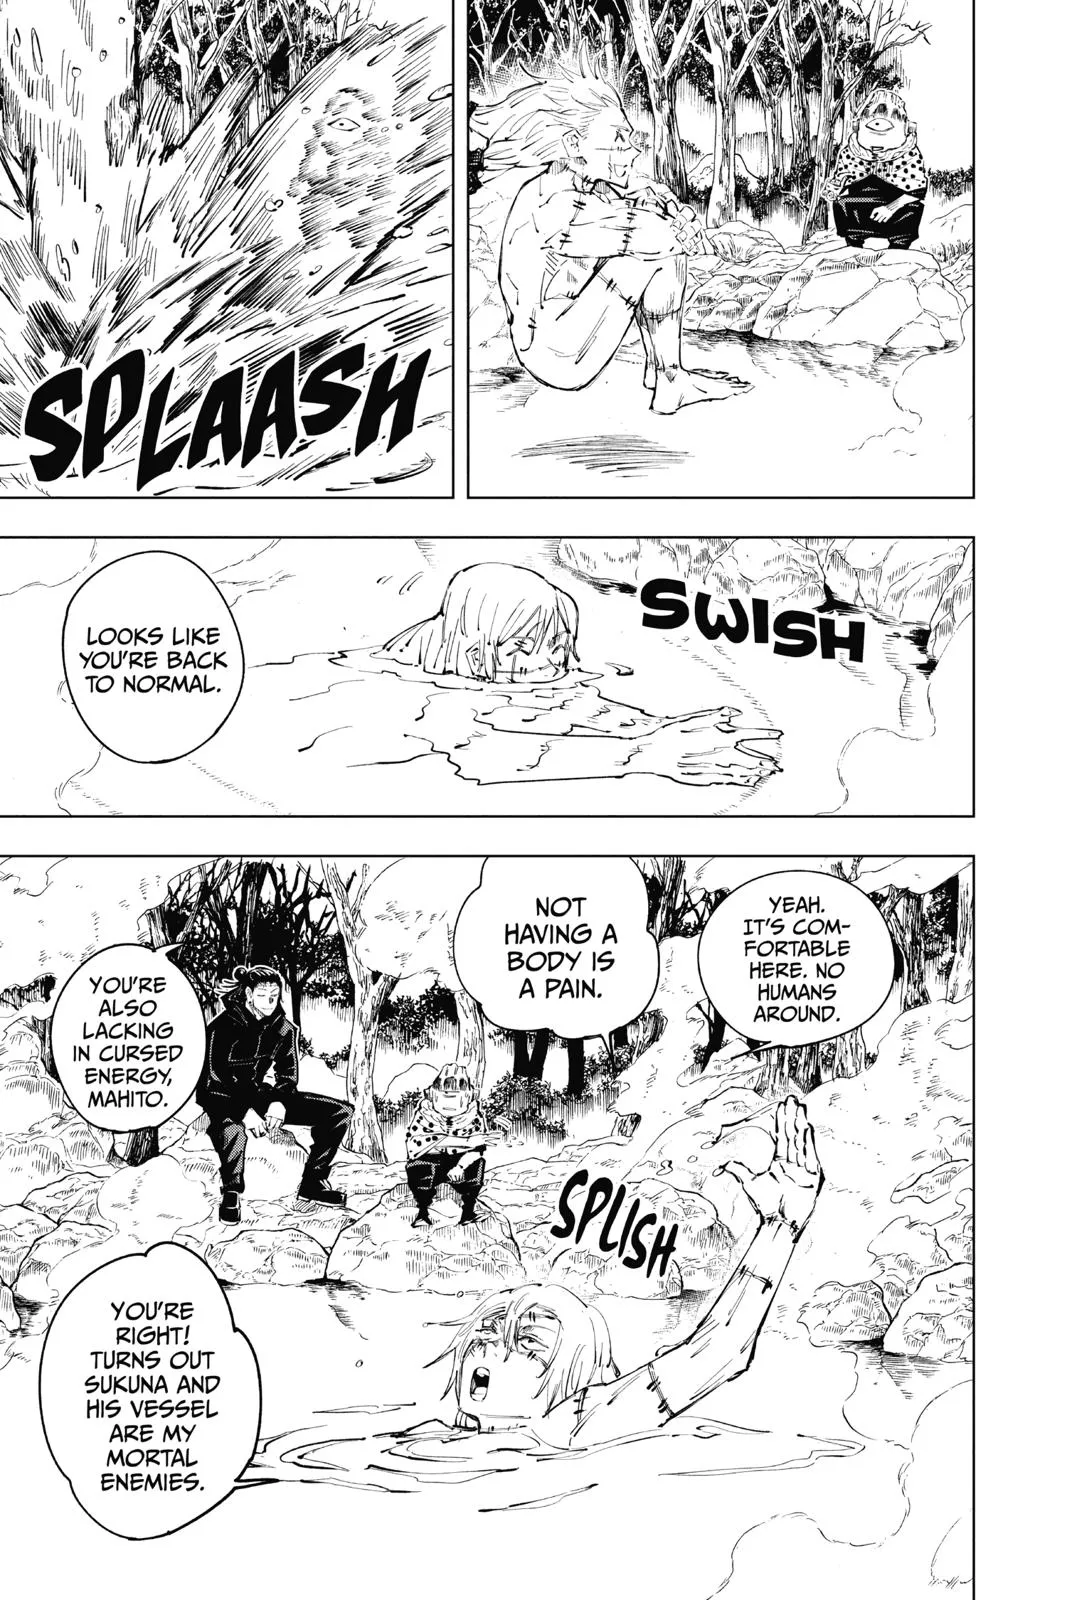 SPLAASH
SWISH
LOOKS LIKE
YOU'RE BACK
TO NORMAL.
YEAH.
IT'S COM-
FORTABLE
HERE. NO
HUMANS
AROUND.
NOT
HAVING A
BODY IS
A PAIN.
YOU'RE
ALSO
LACKING
IN CURSED
ENERGY,
MAHITO.
SPLISH
YOU'RE
RIGHT!
TURNS OUT
SUKUNA AND
HIS VESSEL
ARE MY
MORTAL
ENEMIES.